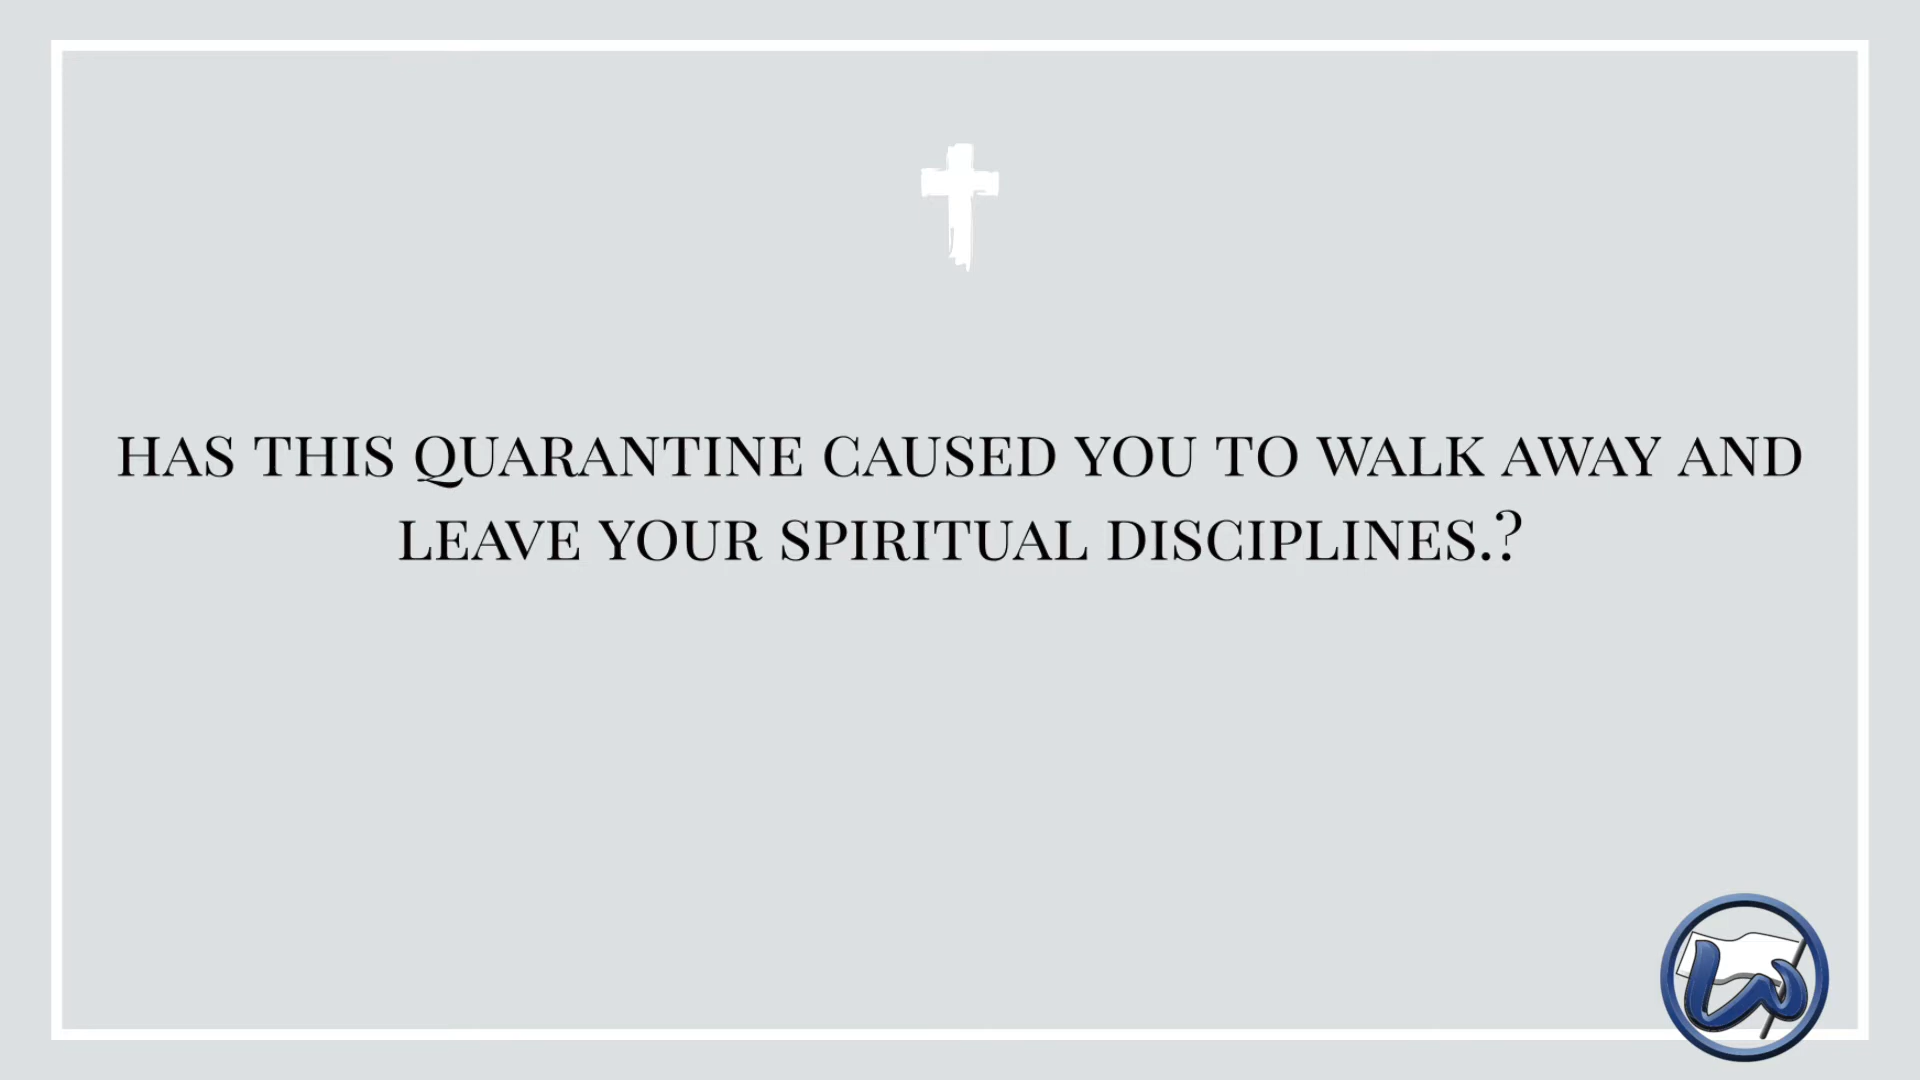 HAS THIS QUARANTINE CAUSED YOU TO WALK AWAY AND
LEAVE YOUR SPIRITUAL DISCIPLINES.?
W